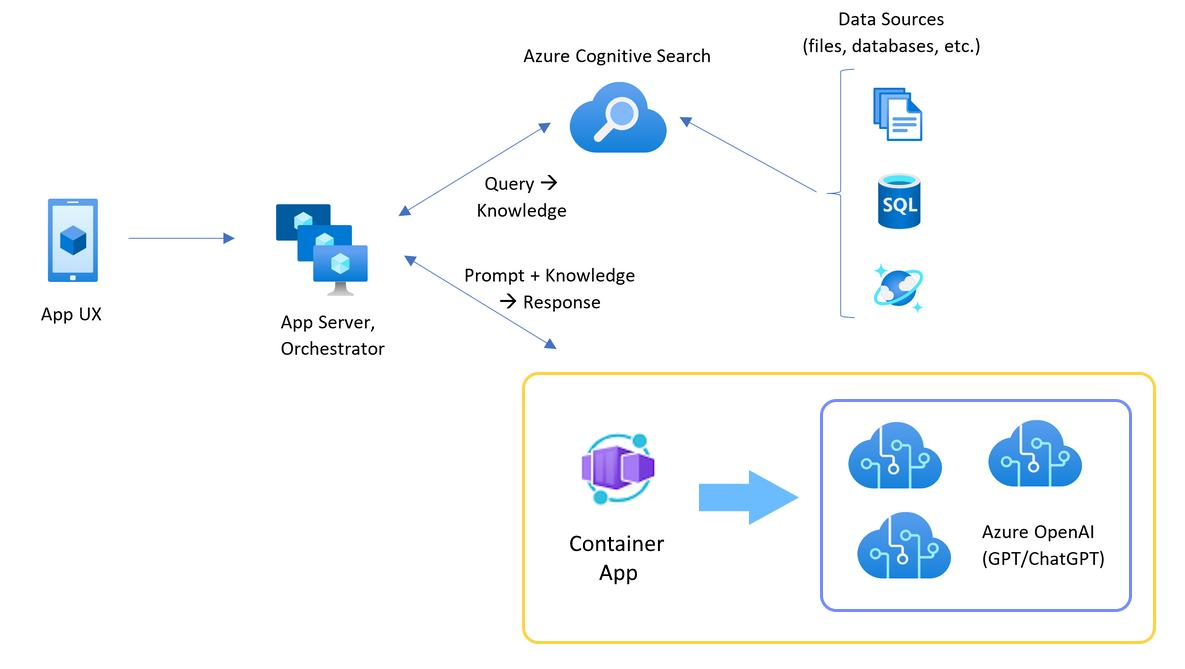 Data Sources
(files, databases, etc.)
Azure Cognitive Search
SQL
Query →
Knowledge
Prompt + Knowledge
→ Response
App UX
App Server,
Orchestrator
Container
App
Azure OpenAI
(GPT/ChatGPT)